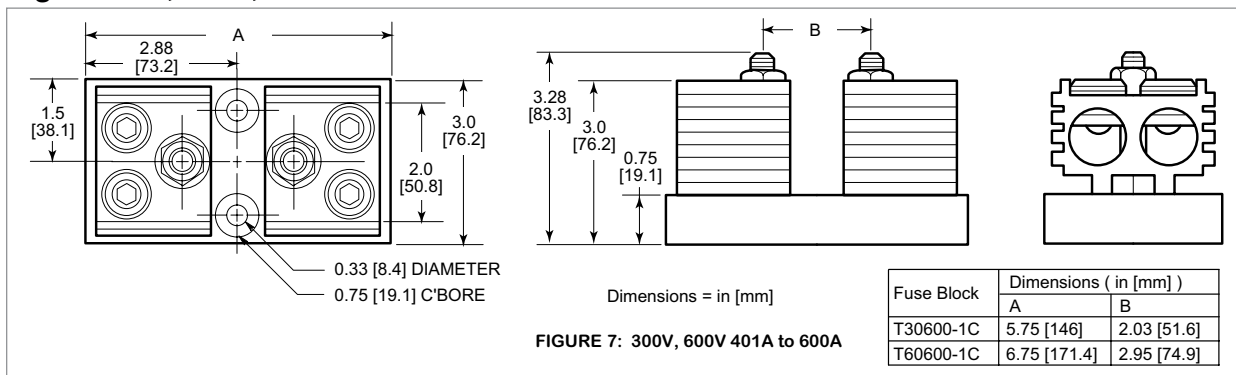 A
2.88
[73.2]
1.5
[38.1]
3.0
[76.2]
2.0
[50.8]
0.33 [8.4] DIAMETER
0.75 [19.1] C'BORE
B
3.28
[83.3]
3.0
[76.2]
0.75
[19.1]
Dimensions = in [mm]
FIGURE 7: 300V, 600V 401A to 600A
Fuse Block Dimensions ( in [mm] )
A B
T30600-1C 5.75 [146] 2.03 [51.6]
T60600-1C 6.75 [171.4] 2.95 [74.9]